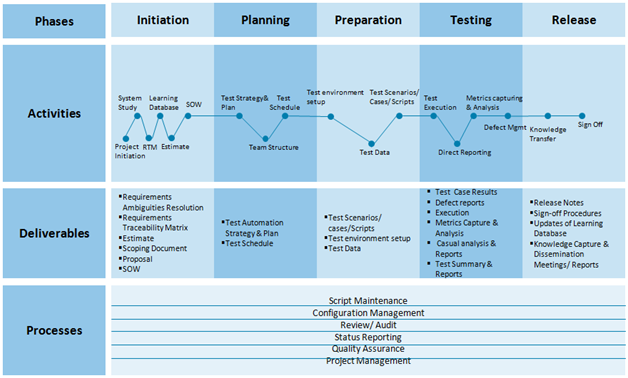 Phases
Initiation
Planning
Preparation
Testing
Release
Activities
System
Study
Learning
Database
SOW
Project
Initiation
RTM
Estimate
Test Strategy&
Plan
Test
Schedule
Team Structure
Test environment
setup
Test Scenarios/
Cases/ Scripts
Test Data
Test
Execution
Metrics capturing
& Analysis
Defect Mgmt
Direct Reporting
Knowledge
Transfer
Sign Off
Deliverables
▪Requirements
Ambiguities Resolution
▪Requirements
Traceability Matrix
▪Estimate
▪Scoping Document
▪Proposal
▪SOW
▪Test Automation
Strategy & Plan
▪Test Schedule
▪Test Scenarios/
cases/Scripts
▪Test environment setup
▪Test Data
▪ Test Case Results
▪ Defect reports
▪ Execution
▪ Metrics Capture &
Analysis
▪ Casual analysis &
Reports
▪ Test Summary &
Reports
▪Release Notes
▪Sign-off Procedures
▪Updates of Learning
Database
▪Knowledge Capture &
Dissemination
Meetings/ Reports
Processes
Script Maintenance
Configuration Management
Review/ Audit
Status Reporting
Quality Assurance
Project Management